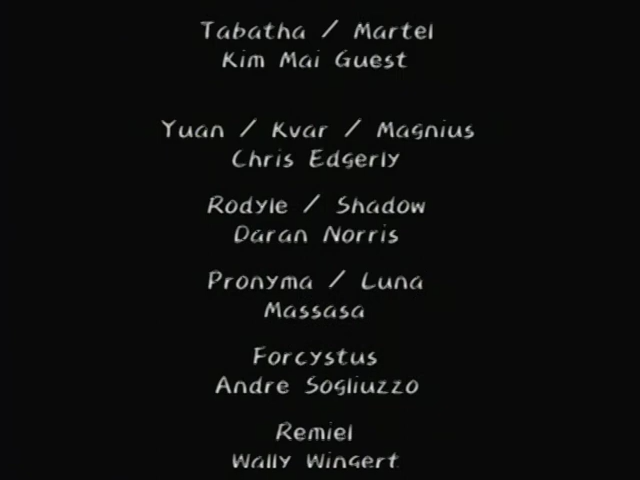 Tabatha / Martel
Kim Mai Guest
Yuan / Kvar / Magnius
Chris Edgerly
Rodyle / Shadow
Daran Norris
Pronyma / Luna
Massasa
Forcystus
Andre Sogliuzzo
Remiel
Wally Wingert